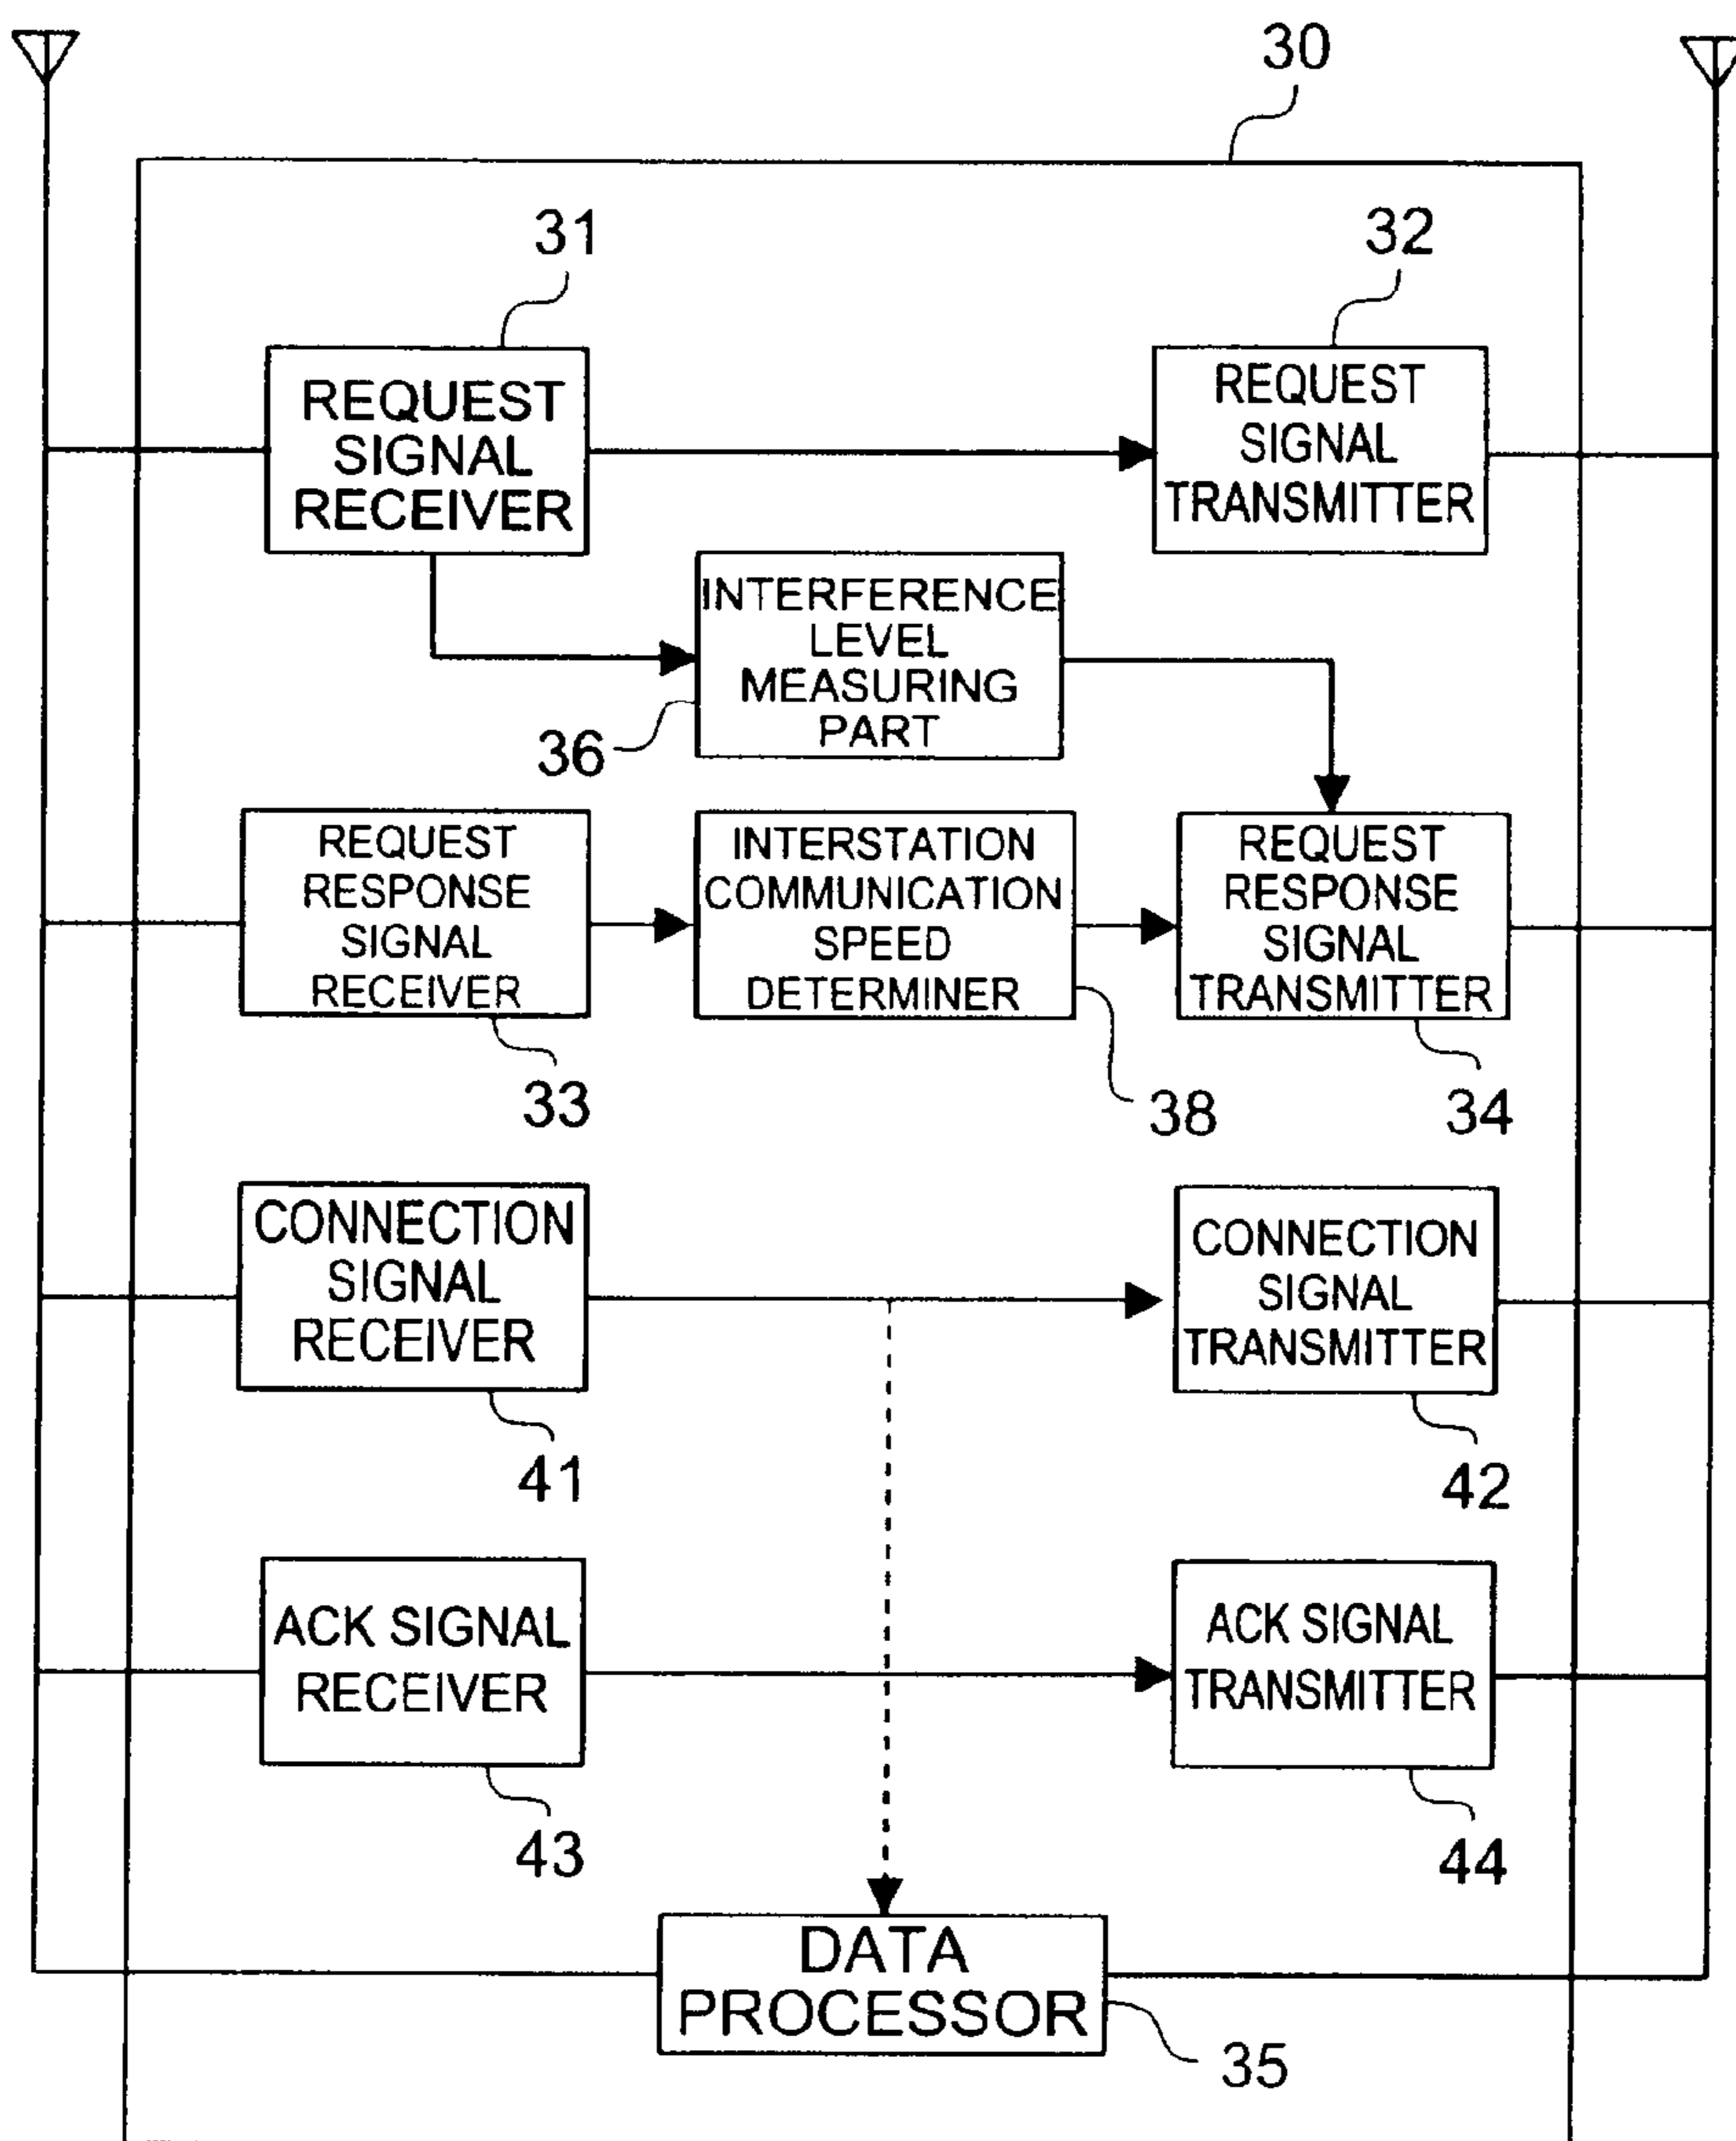 30
31
32
REQUEST
SIGNAL
RECEIVER
REQUEST
SIGNAL
TRANSMITTER
INTERFERENCE
LEVEL
MEASURING
PART
36
REQUEST
RESPONSE
SIGNAL
RECEIVER
INTERSTATION
COMMUNICATION
SPEED
DETERMINER
REQUEST
RESPONSE
SIGNAL
TRANSMITTER
33
38
34
CONNECTION
SIGNAL
RECEIVER
CONNECTION
SIGNAL
TRANSMITTER
41
42
ACK SIGNAL
RECEIVER
ACK SIGNAL
TRANSMITTER
43
44
DATA
PROCESSOR
35